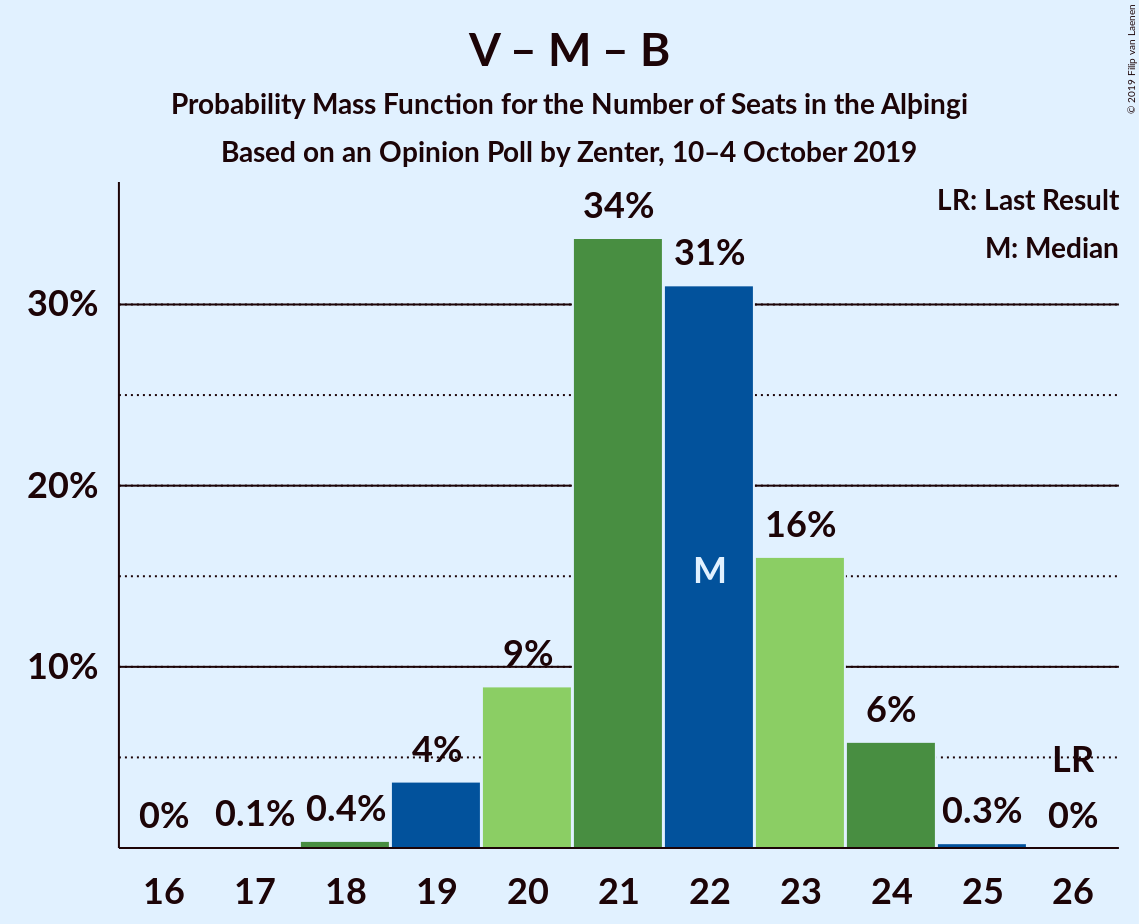 V – M – B
Probability Mass Function for the Number of Seats in the Alþingi
Based on an Opinion Poll by Zenter, 10–4 October 2019
© 2019 Filip van Laenen
LR: Last Result
M: Median
30%
20%
10%
0%
0.1%
0.4%
4%
9%
34%
31%
M
16%
6%
0.3%
LR
0%
16 17 18 19 20 21 22 23 24 25 26